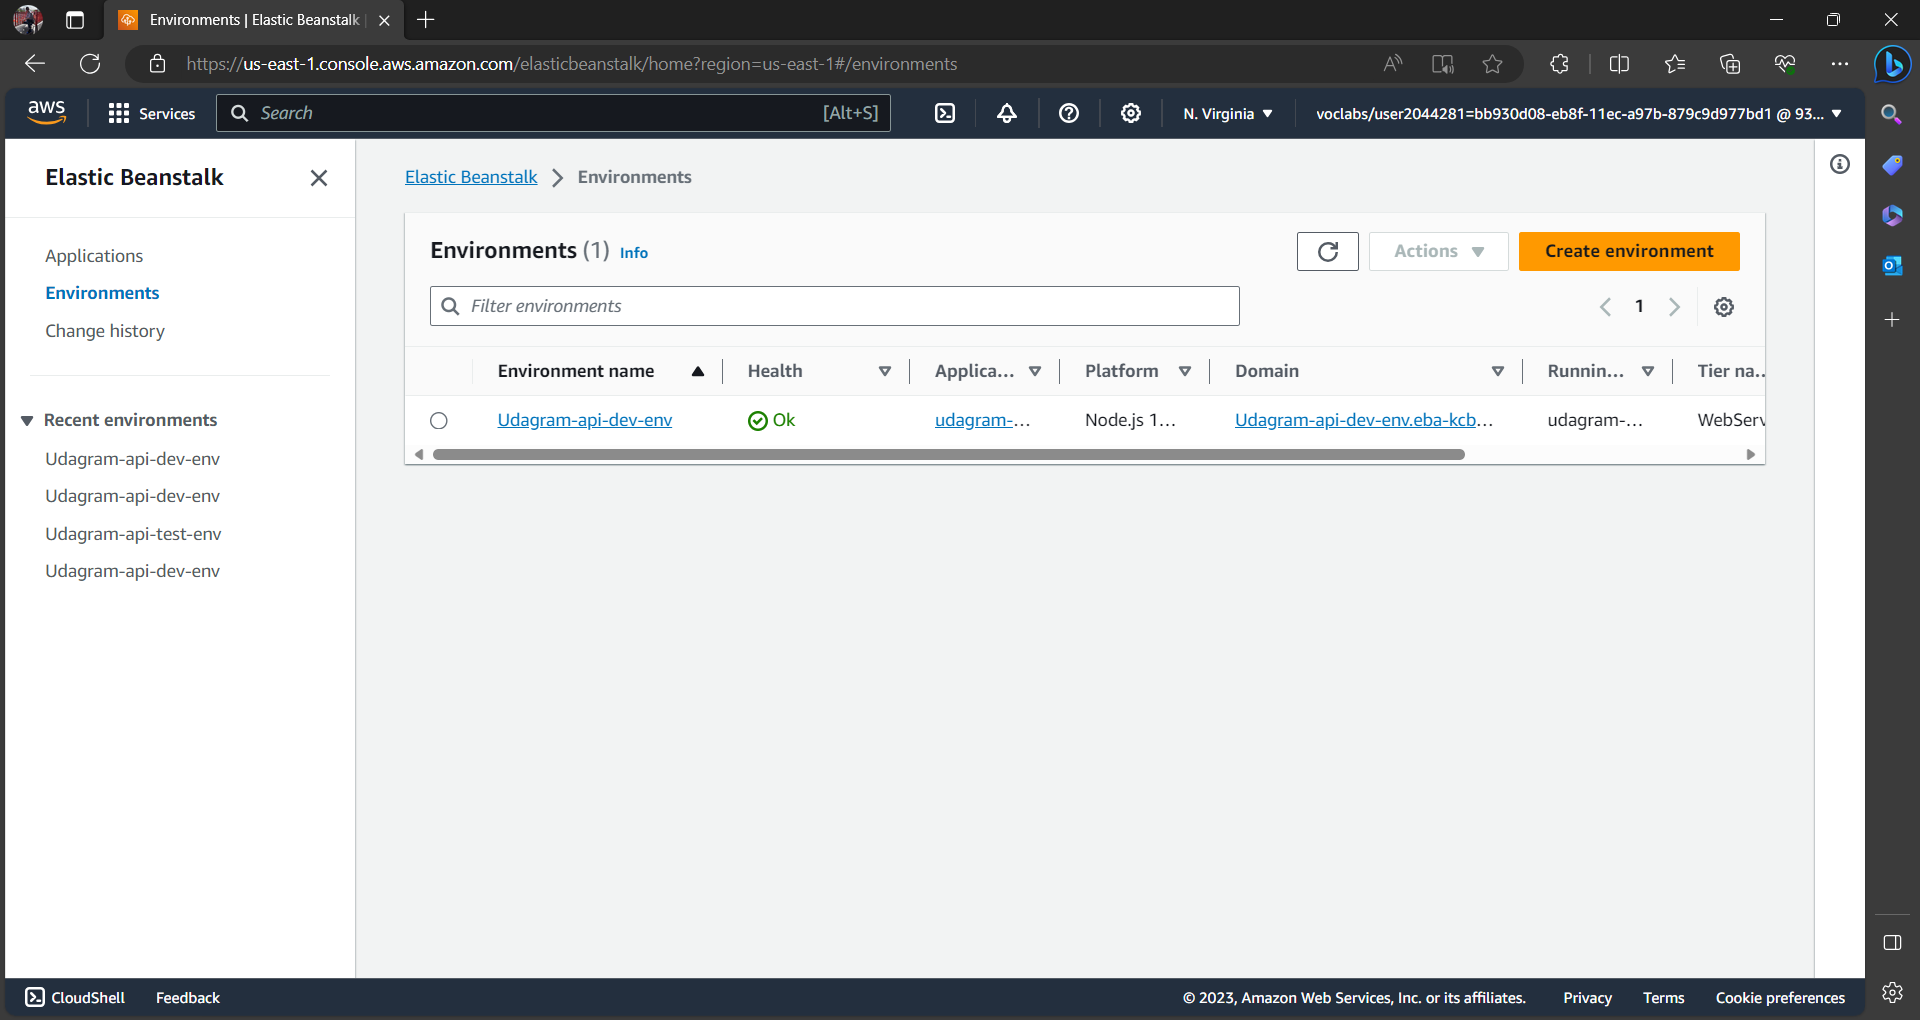 Environments | Elastic Beanstalk
https://us-east-1.console.aws.amazon.com/elasticbeanstalk/home?region=us-east-1#/environments
aws Services Search [Alt+S] N. Virginia voclabs/user2044281=bb930d08-eb8f-11ec-a97b-879c9d977bd1 @ 93...
Elastic Beanstalk
Applications
Environments
Change history
Recent environments
Udagram-api-dev-env
Udagram-api-dev-env
Udagram-api-test-env
Udagram-api-dev-env
Elastic Beanstalk > Environments
Environments (1) Info Actions Create environment
Filter environments 1
Environment name Health Applica... Platform Domain Runnin... Tier na..
Udagram-api-dev-env Ok udagram-... Node.js 1... Udagram-api-dev-env.eba-kcb... udagram-... WebServ
CloudShell Feedback © 2023, Amazon Web Services, Inc. or its affiliates. Privacy Terms Cookie preferences